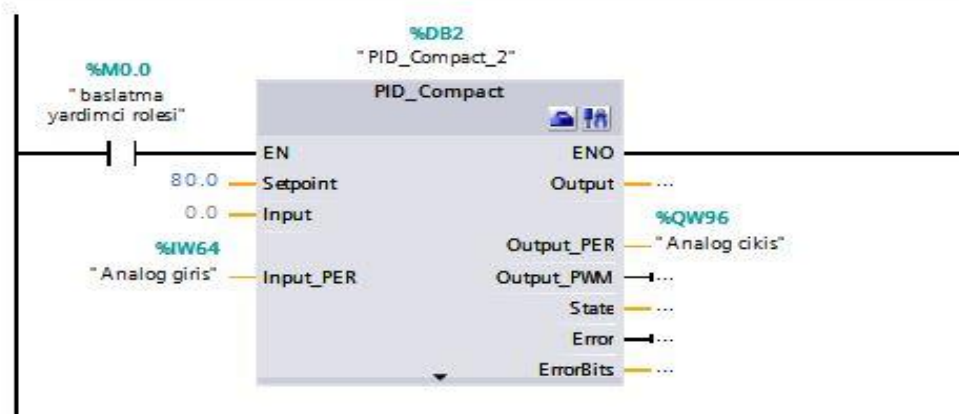 %DB2
"PID_Compact_2"
%M0.0
"baslatma
yardimci rolesi"
PID_Compact
EN ENO
80.0 Setpoint Output ...
0.0 Input
%QW96
Output_PER "Analog cikis"
%IW64
"Analog giris" Input_PER
Output_PWM ...
State ...
Error ...
ErrorBits ...